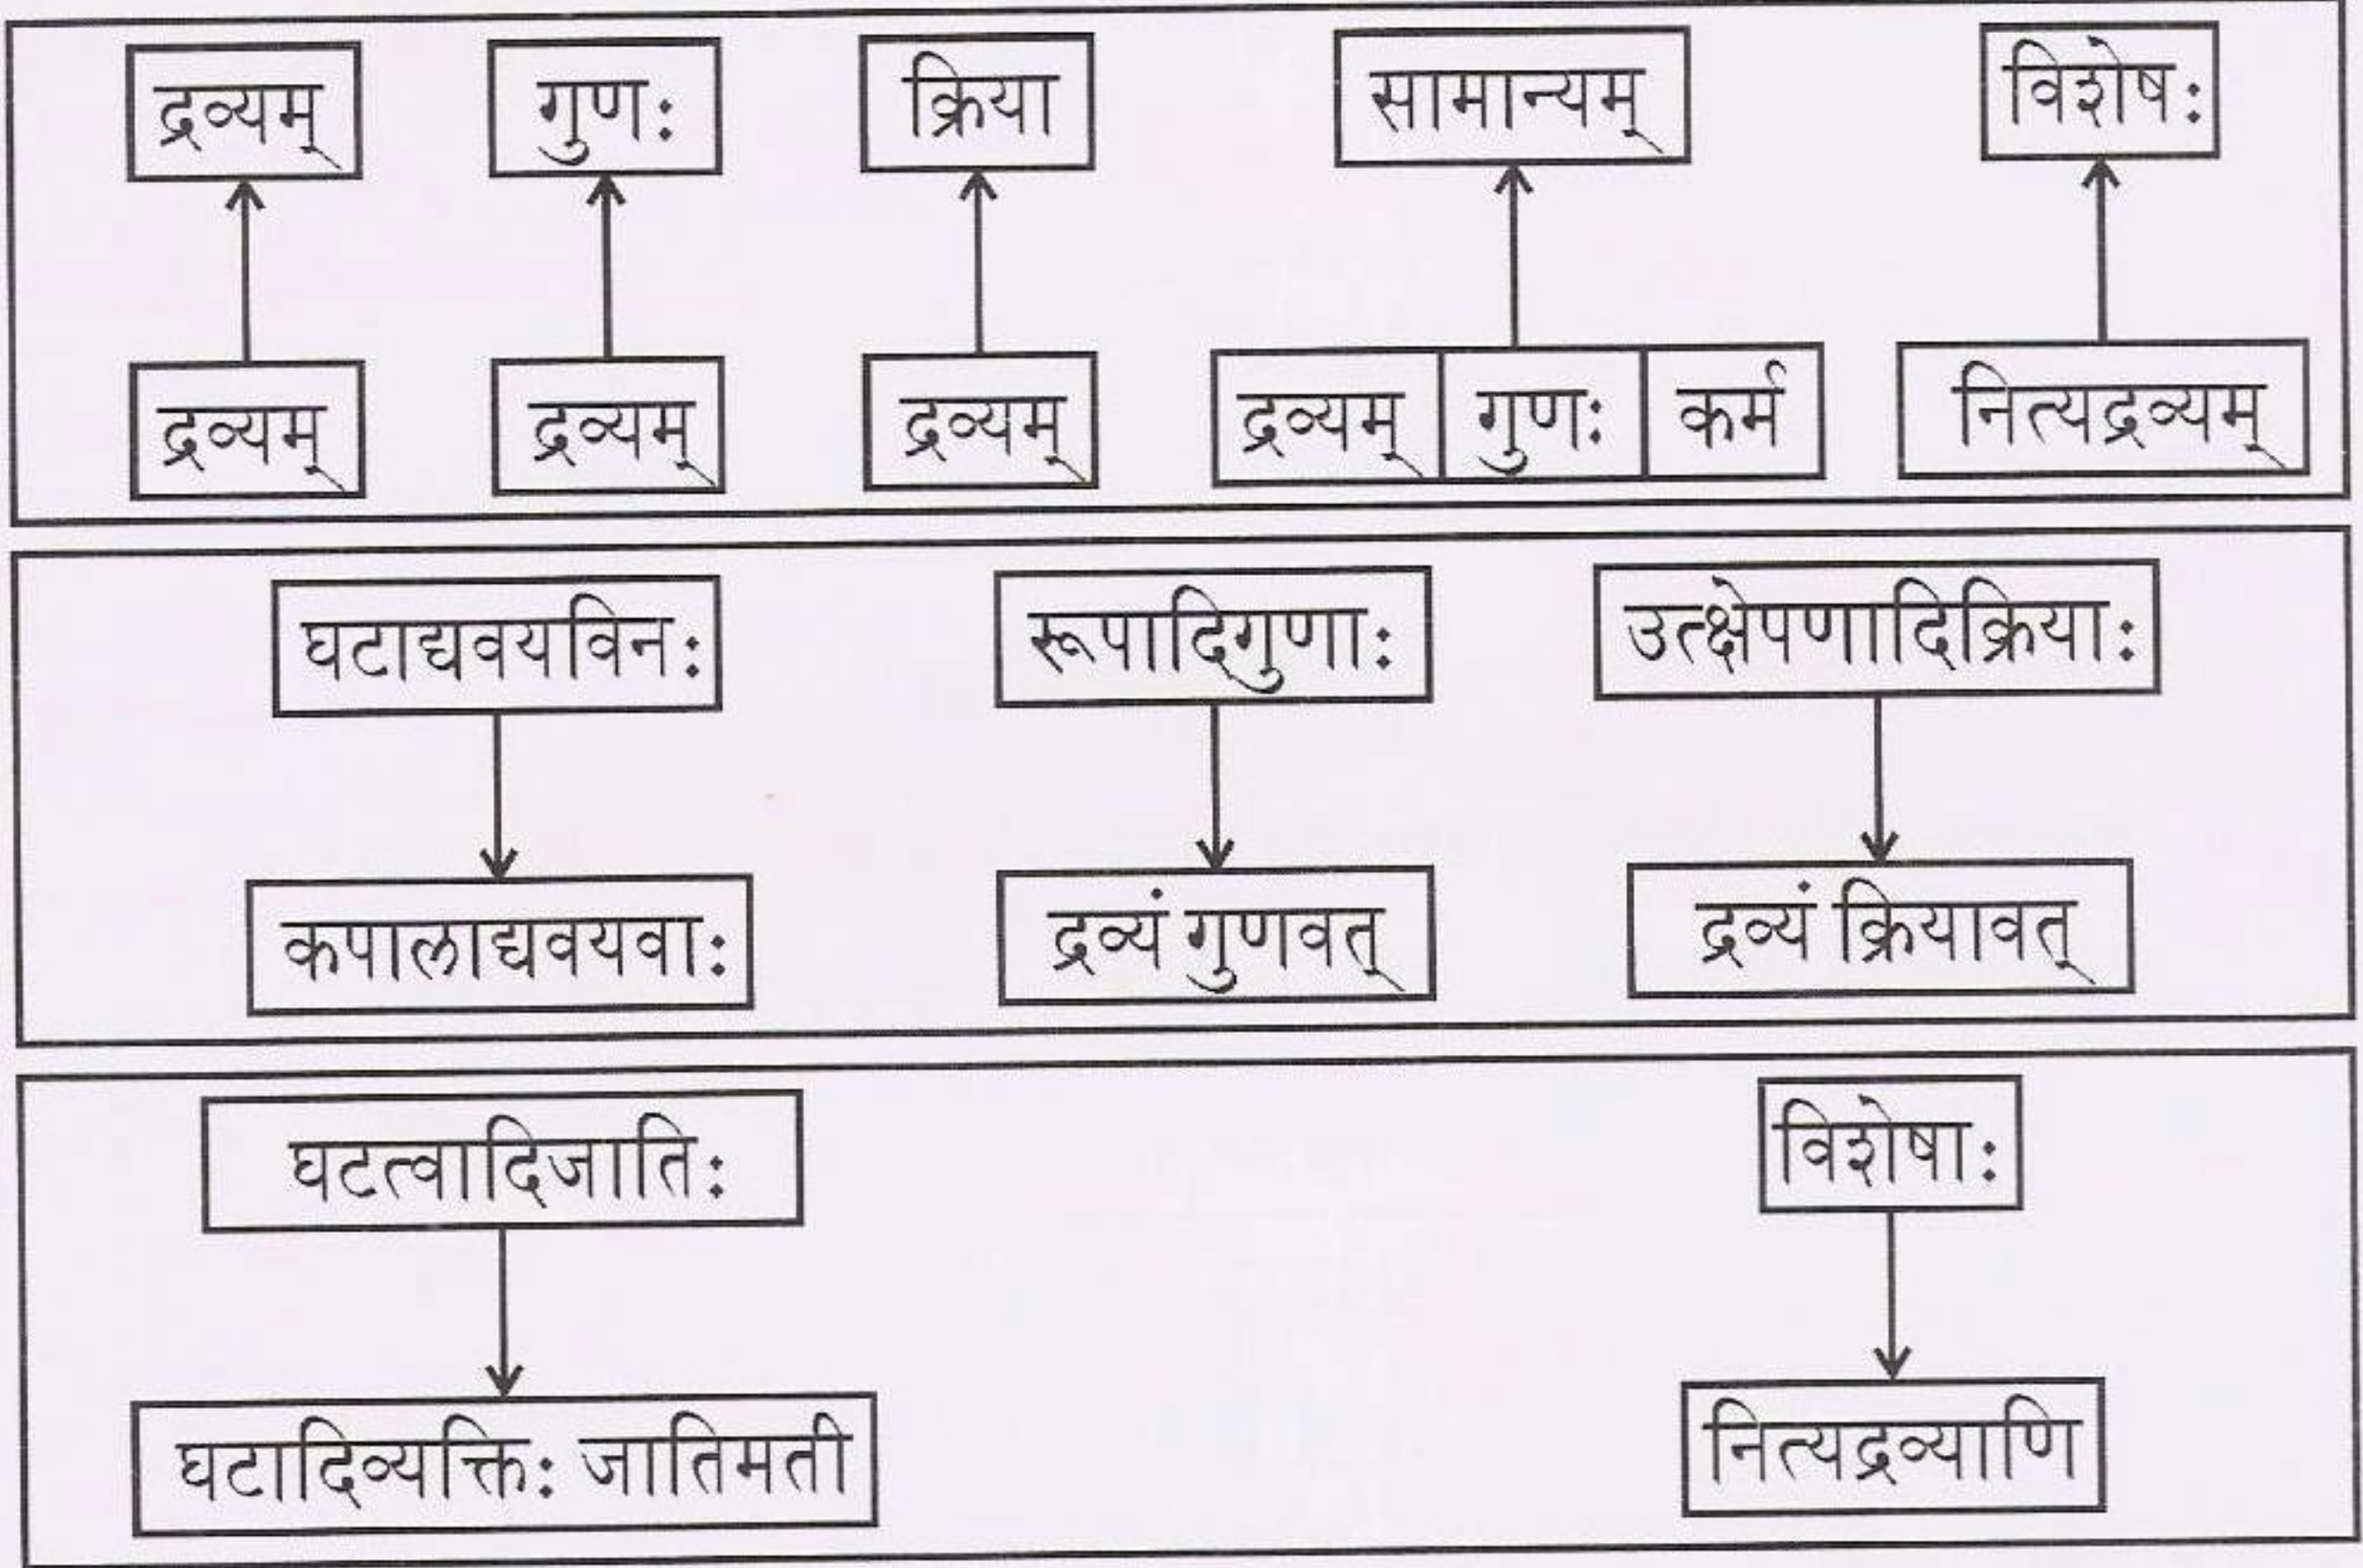 द्रव्यम् गुणः क्रिया सामान्यम् विशेषः
द्रव्यम् द्रव्यम् द्रव्यम् द्रव्यम् गुणः कर्म नित्यद्रव्यम्
घटाद्यवयविनः रूपादिगुणाः उत्क्षेपणादिक्रियाः
कपालाद्यवयवाः द्रव्यं गुणवत् द्रव्यं क्रियावत्
घटत्वादिजातिः विशेषाः
घटादिव्यक्तिः जातिमती नित्यद्रव्याणि